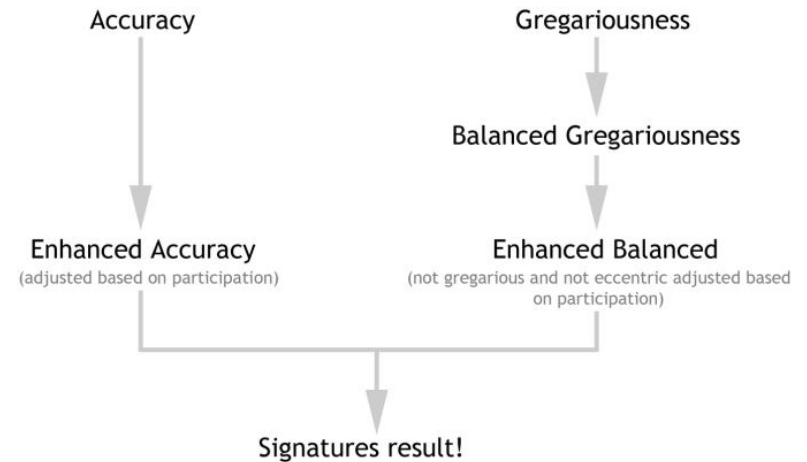 Accuracy
Gregariousness
Balanced Gregariousness
Enhanced Accuracy
(adjusted based on participation)
Enhanced Balanced
(not gregarious and not eccentric adjusted based
on participation)
Signatures result!